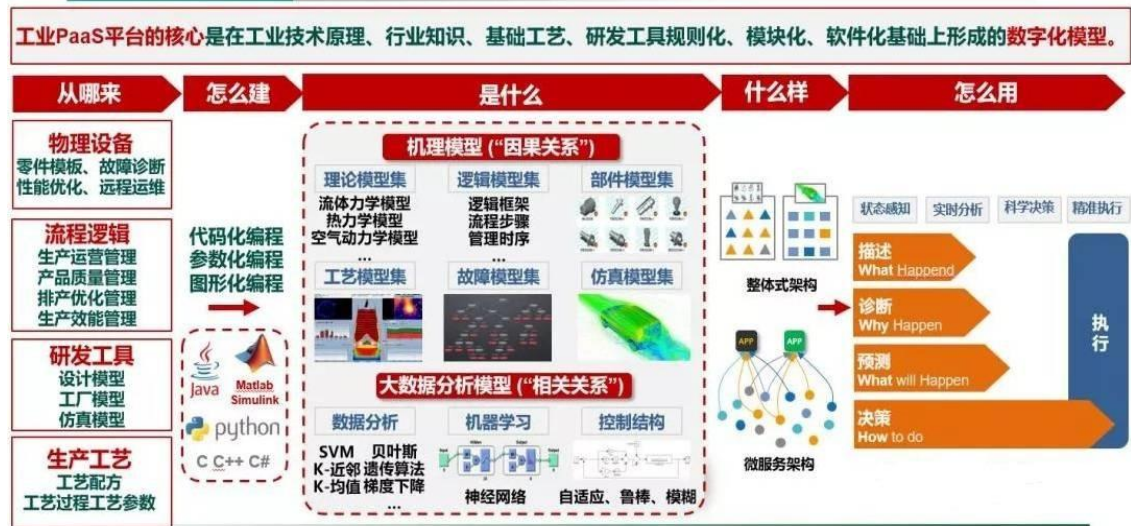 工业PaaS平台的核心是在工业技术原理、行业知识、基础工艺、研发工具规则化、模块化、软件化基础上形成的数字化模型。
从哪来
怎么建
是什么
什么样
怎么用
物理设备
零件模板、故障诊断
性能优化、远程运维
流程逻辑
生产运营管理
产品质量管理
排产优化管理
生产效能管理
研发工具
设计模型
工厂模型
仿真模型
生产工艺
工艺配方
工艺过程工艺参数
代码化编程
参数化编程
图形化编程
Java
Matlab
Simulink
python
C C++ C#
机理模型 (“因果关系”)
理论模型集
流体力学模型
热力学模型
空气动力学模型
...
逻辑模型集
逻辑框架
流程步骤
管理时序
...
部件模型集
工艺模型集
故障模型集
仿真模型集
大数据分析模型 (“相关关系”)
数据分析
SVM 贝叶斯
K-近邻 遗传算法
K-均值 梯度下降
...
机器学习
神经网络
控制结构
自适应、鲁棒、模糊
整体式架构
APP
APP
微服务架构
状态感知
实时分析
科学决策
精准执行
描述
What Happend
诊断
Why Happen
预测
What will Happen
决策
How to do
执行